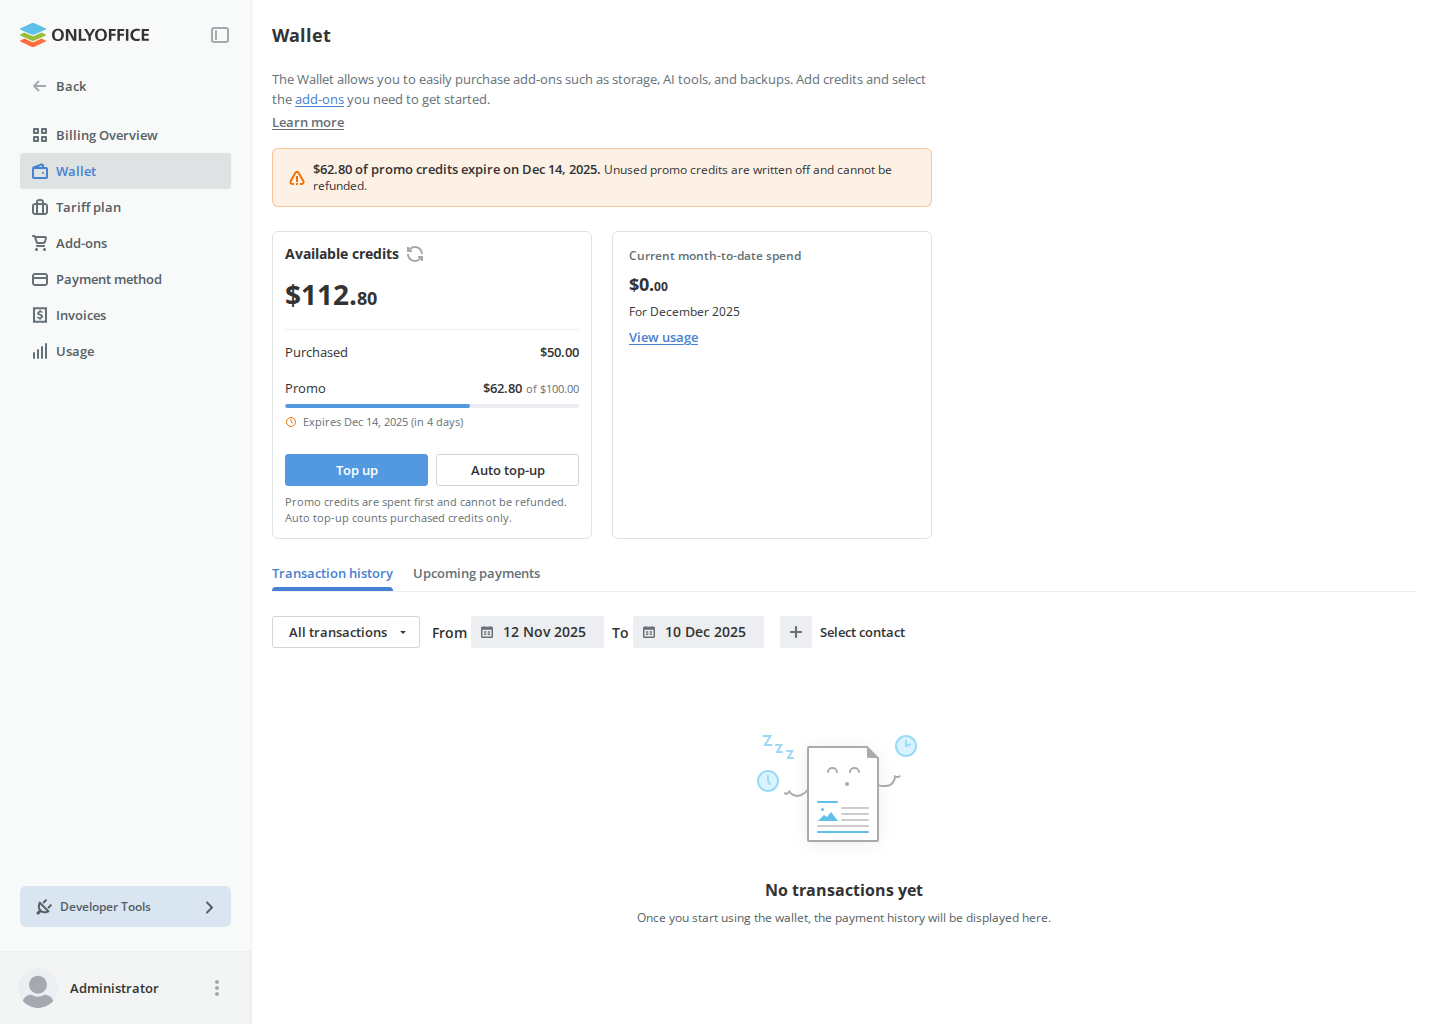 ONLYOFFICE
Back
Billing Overview
Wallet
Tariff plan
Add-ons
Payment method
Invoices
Usage
Developer Tools
Administrator
Wallet
The Wallet allows you to easily purchase add-ons such as storage, AI tools, and backups. Add credits and select
the add-ons you need to get started.
Learn more
$62.80 of promo credits expire on Dec 14, 2025. Unused promo credits are written off and cannot be
refunded.
Available credits
$112.80
Purchased $50.00
Promo $62.80 of $100.00
Expires Dec 14, 2025 (in 4 days)
Top up Auto top-up
Promo credits are spent first and cannot be refunded.
Auto top-up counts purchased credits only.
Current month-to-date spend
$0.00
For December 2025
View usage
Transaction history Upcoming payments
All transactions From 12 Nov 2025 To 10 Dec 2025 Select contact
z z z
No transactions yet
Once you start using the wallet, the payment history will be displayed here.